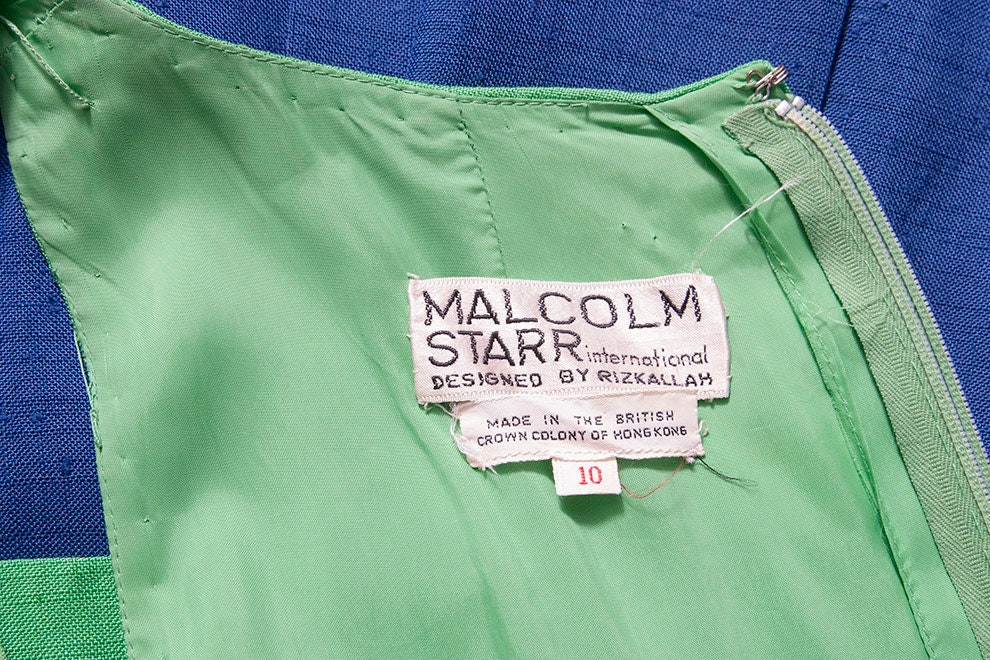 MALCOLM
STARR international
DESIGNED BY RIZKALLAH
MADE IN THE BRITISH
CROWN COLONY OF HONG KONG
10